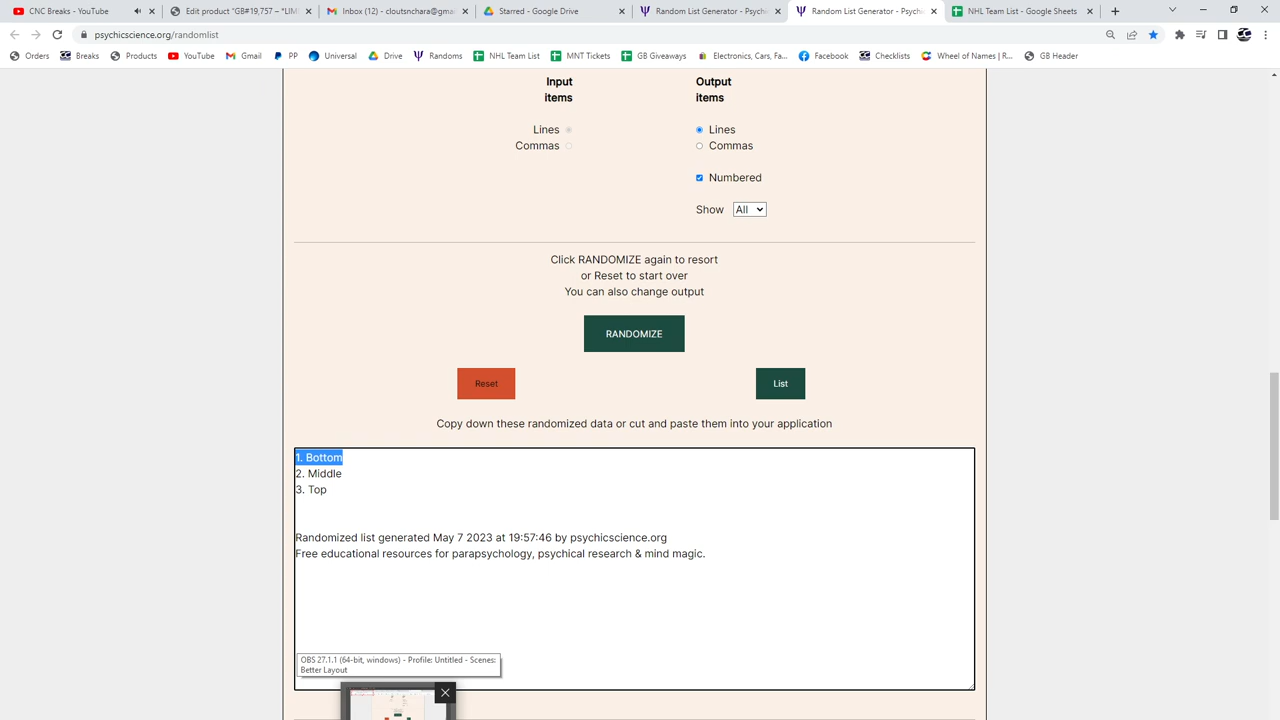 CNC Breaks - YouTube
Edit product “GB#19,757 – “LIM
Inbox (12) - cloutsnchara@gma
Starred - Google Drive
Random List Generator - Psych
Random List Generator - Psych
NHL Team List - Google Sheets
psychicscience.org/randomlist
Orders
Breaks
Products
YouTube
Gmail
PP
Universal
Drive
Randoms
NHL Team List
MNT Tickets
GB Giveaways
Electronics, Cars, Fa...
Facebook
Checklists
Wheel of Names | R...
GB Header
Input items
Output items
Lines
Commas
Lines
Commas
Numbered
Show All
Click RANDOMIZE again to resort
or Reset to start over
You can also change output
RANDOMIZE
Reset
List
Copy down these randomized data or cut and paste them into your application
1. Bottom
2. Middle
3. Top
Randomized list generated May 7 2023 at 19:57:46 by psychicscience.org
Free educational resources for parapsychology, psychical research & mind magic.
OBS 27.1.1 (64-bit, windows) - Profile: Untitled - Scenes:
Better Layout